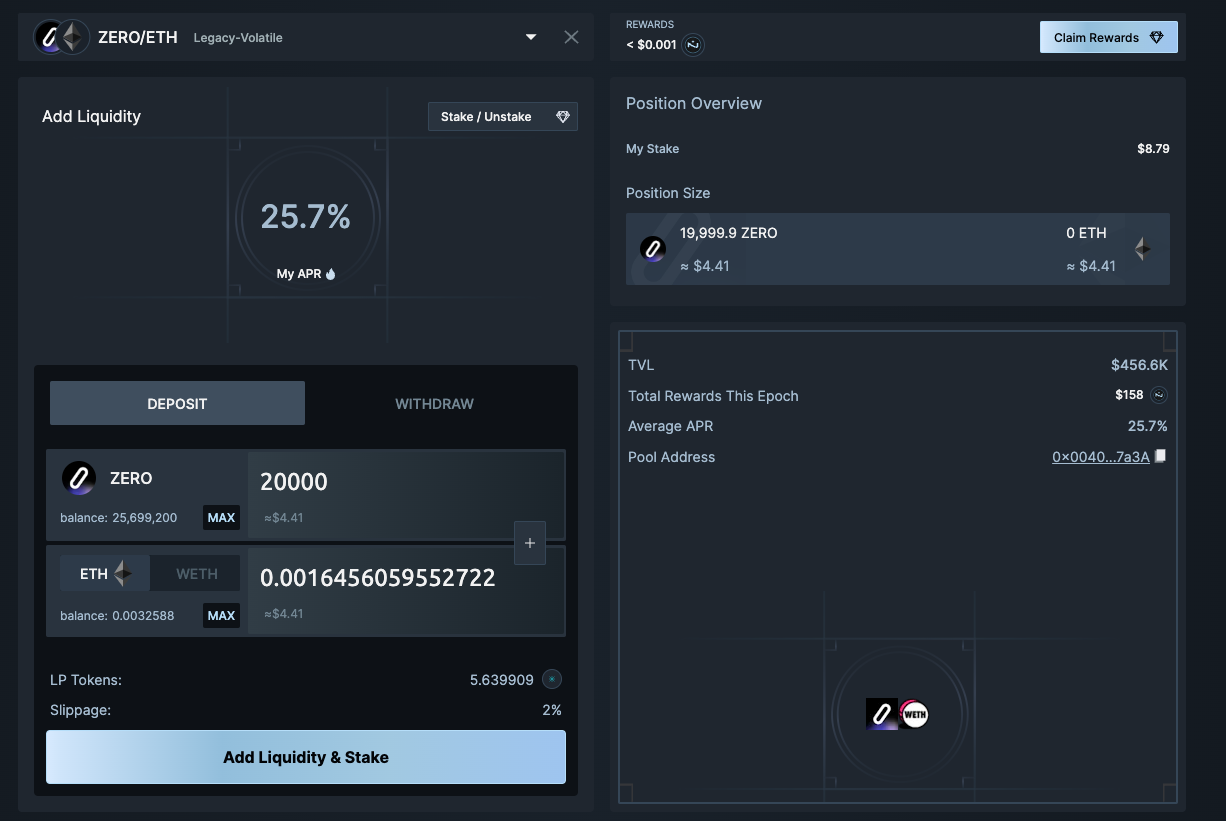 ZERO/ETH Legacy-Volatile
Add Liquidity
Stake / Unstake
25.7%
My APR
DEPOSIT WITHDRAW
ZERO
20000
balance: 25,699,200 MAX
≈$4.41
+
ETH WETH
0.0016456059552722
balance: 0.0032588 MAX
≈$4.41
LP Tokens: 5.639909
Slippage: 2%
Add Liquidity & Stake
REWARDS
< $0.001
Claim Rewards
Position Overview
My Stake $8.79
Position Size
19,999.9 ZERO 0 ETH
≈ $4.41 ≈ $4.41
TVL $456.6K
Total Rewards This Epoch $158
Average APR 25.7%
Pool Address 0×0040...7a3A
WETH